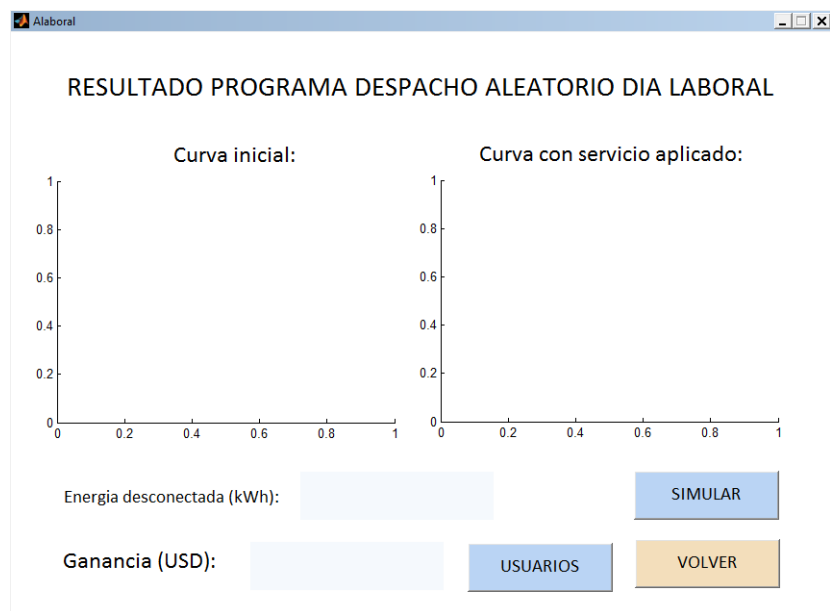 Alaboral
RESULTADO PROGRAMA DESPACHO ALEATORIO DIA LABORAL
Curva inicial:
Curva con servicio aplicado:
1
0.8
0.6
0.4
0.2
0
0 0.2 0.4 0.6 0.8 1
1
0.8
0.6
0.4
0.2
0
0 0.2 0.4 0.6 0.8 1
Energia desconectada (kWh):
SIMULAR
Ganancia (USD):
USUARIOS
VOLVER